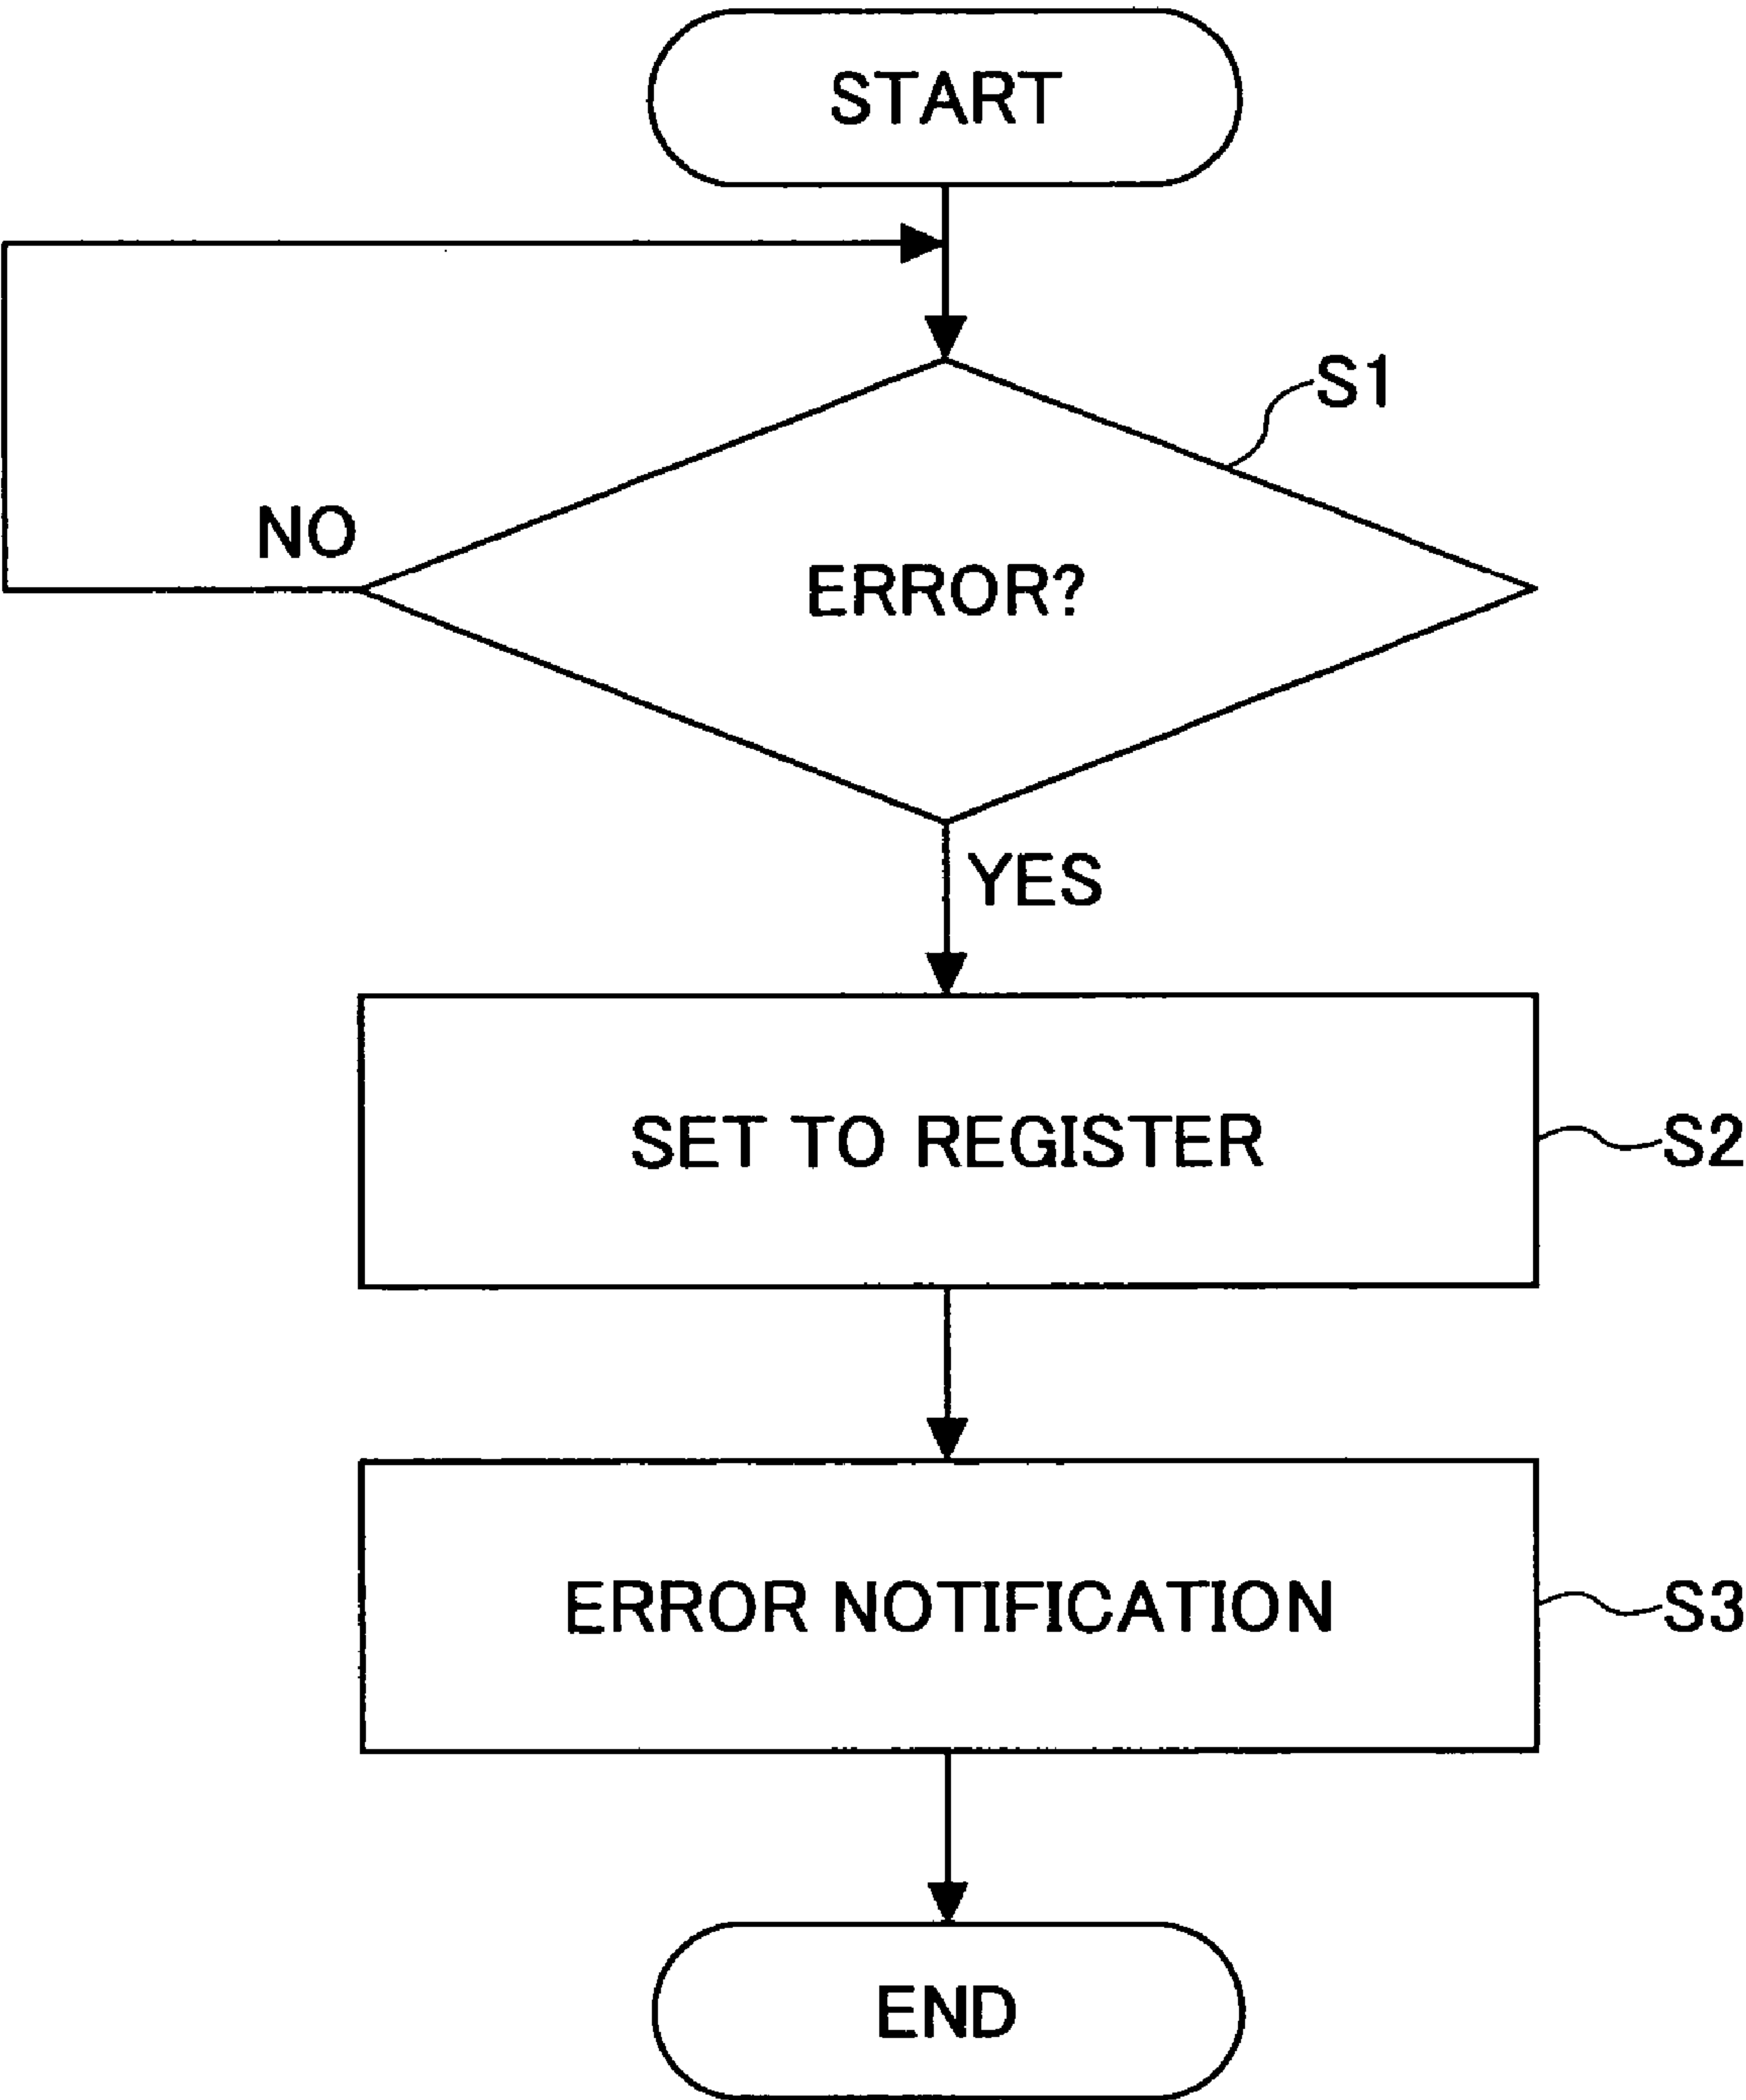 START
S1
NO
ERROR?
YES
SET TO REGISTER
S2
ERROR NOTIFICATION
S3
END